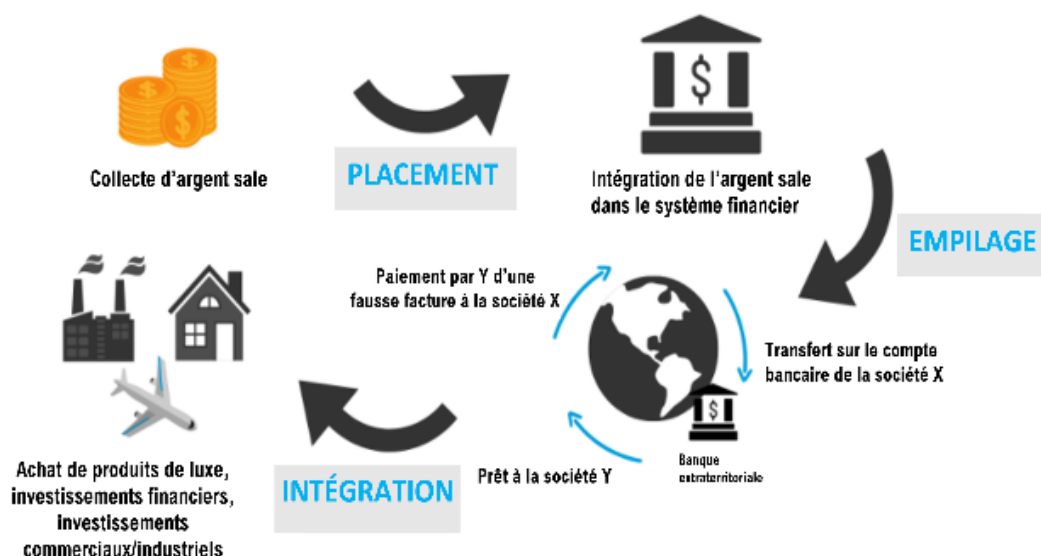 Collecte d'argent sale
PLACEMENT
Intégration de l'argent sale
dans le système financier
EMPILAGE
Paiement par Y d'une
fausse facture à la société X
Transfert sur le compte
bancaire de la société X
Banque
extraterritoriale
Prêt à la société Y
INTÉGRATION
Achat de produits de luxe,
investissements financiers,
investissements
commerciaux/industriels